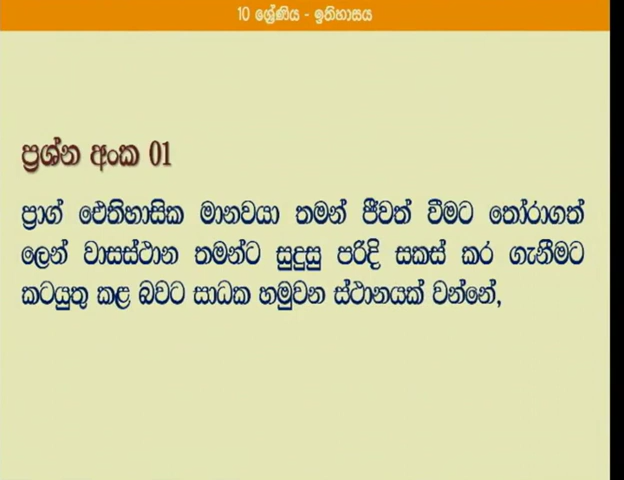 10 ශ්‍රේණිය - ඉතිහාසය
ප්‍රශ්න අංක 01
ප්‍රාග් ඓතිහාසික මානවයා තමන් ජීවත් වීමට තෝරාගත්
ලෙන් වාසස්ථාන තමන්ට සුදුසු පරිදි සකස් කර ගැනීමට
කටයුතු කළ බවට සාධක හමුවන ස්ථානයක් වන්නේ,